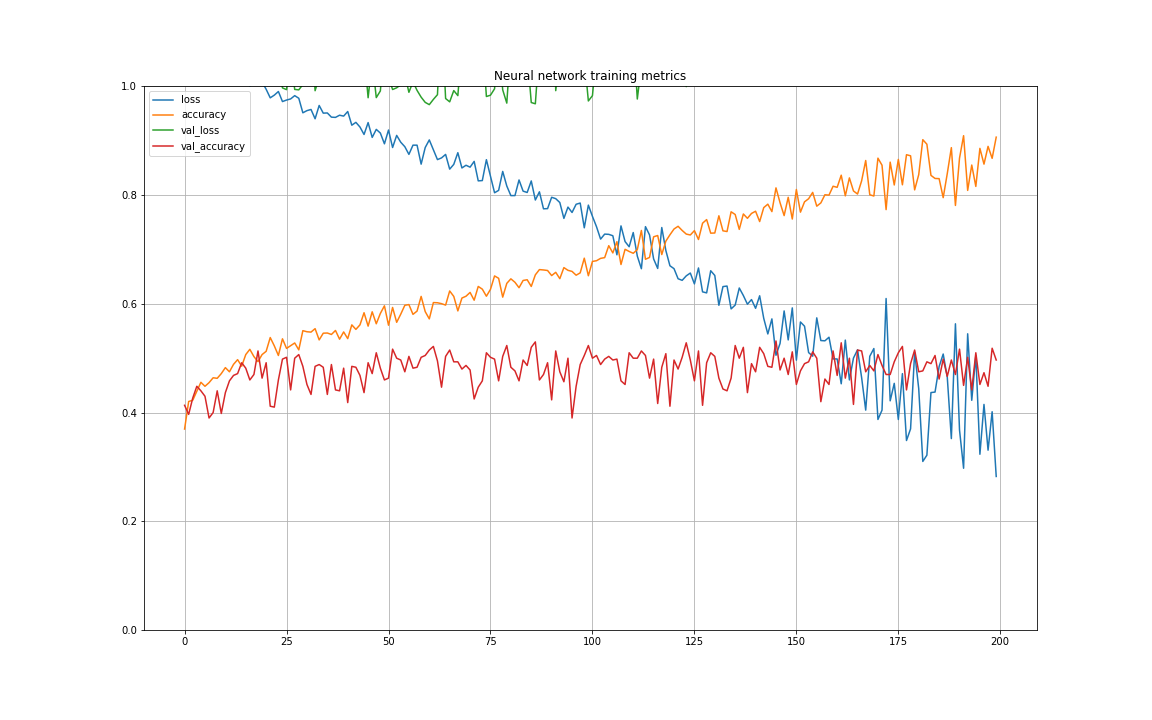 Neural network training metrics
1.0
loss
accuracy
val_loss
val_accuracy
0.8
0.6
0.4
0.2
0.0
0 25 50 75 100 125 150 175 200